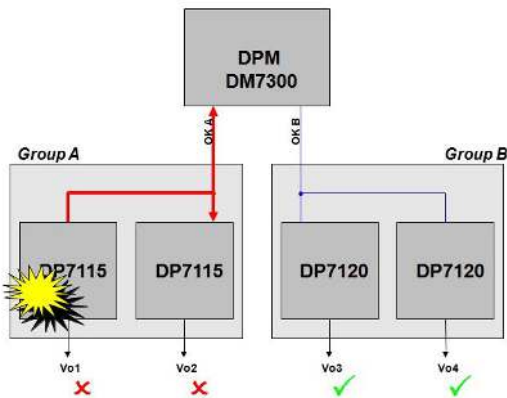 DPM
DM7300
OK A
OK B
Group A
Group B
DP7115
DP7115
DP7120
DP7120
Vo1
Vo2
Vo3
Vo4